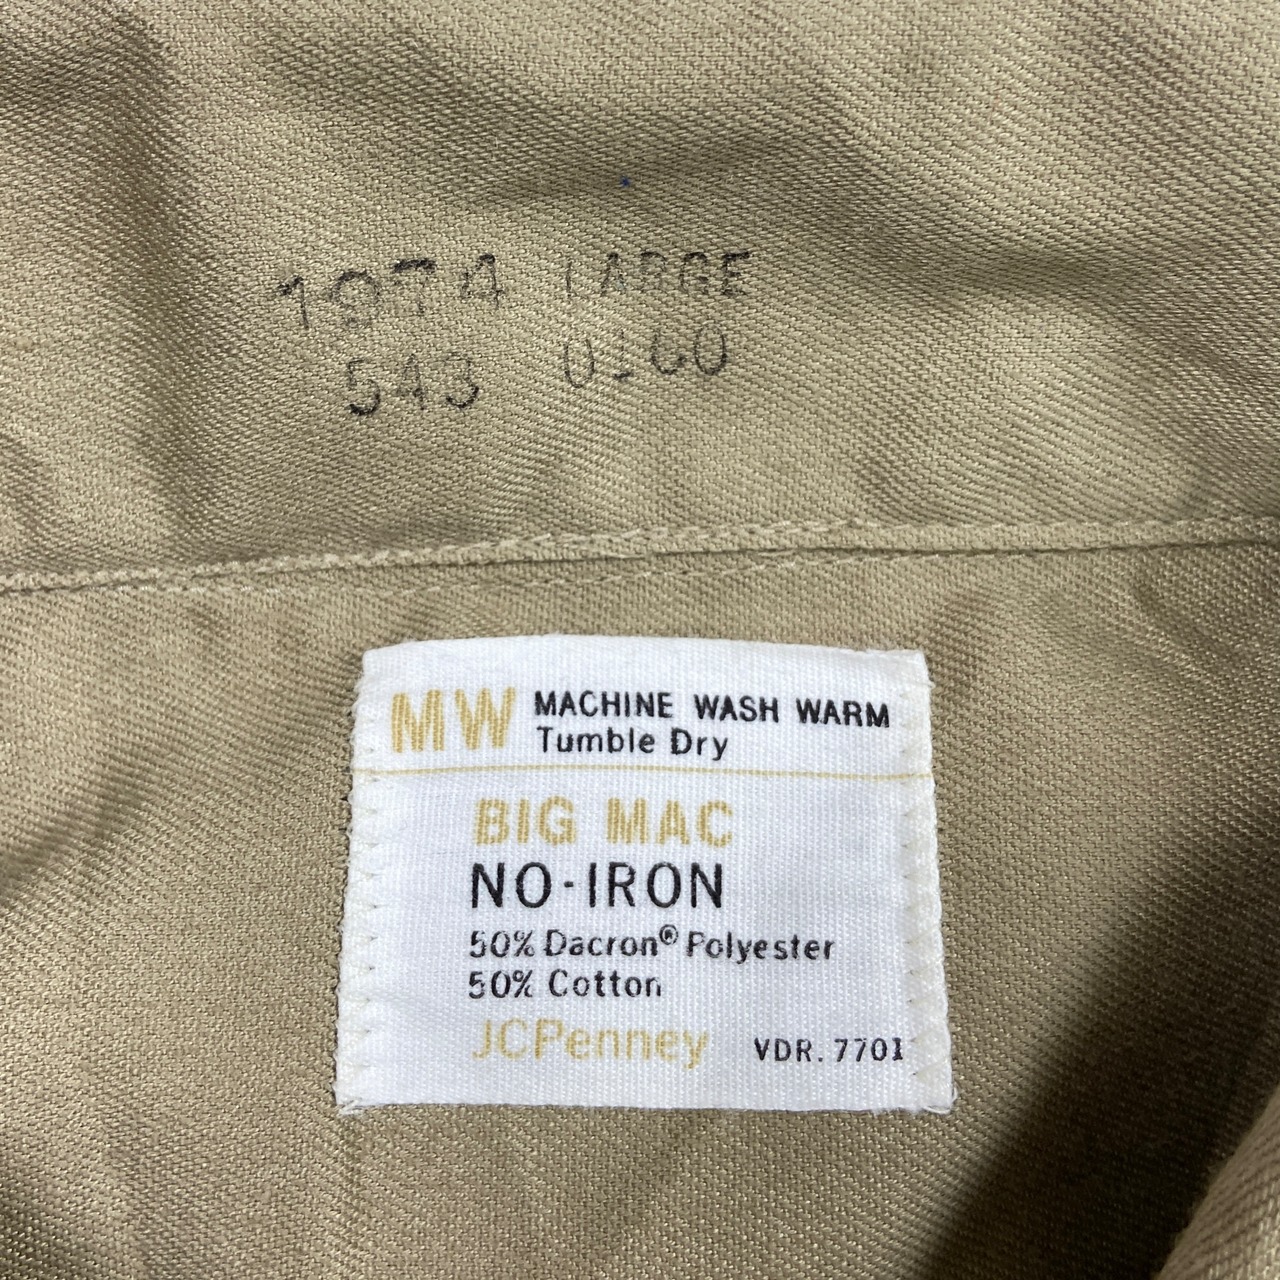 1974 LARGE
543 0160
MW MACHINE WASH WARM
Tumble Dry
BIG MAC
NO-IRON
50% Dacron® Polyester
50% Cotton
JCPenney VDR. 7701